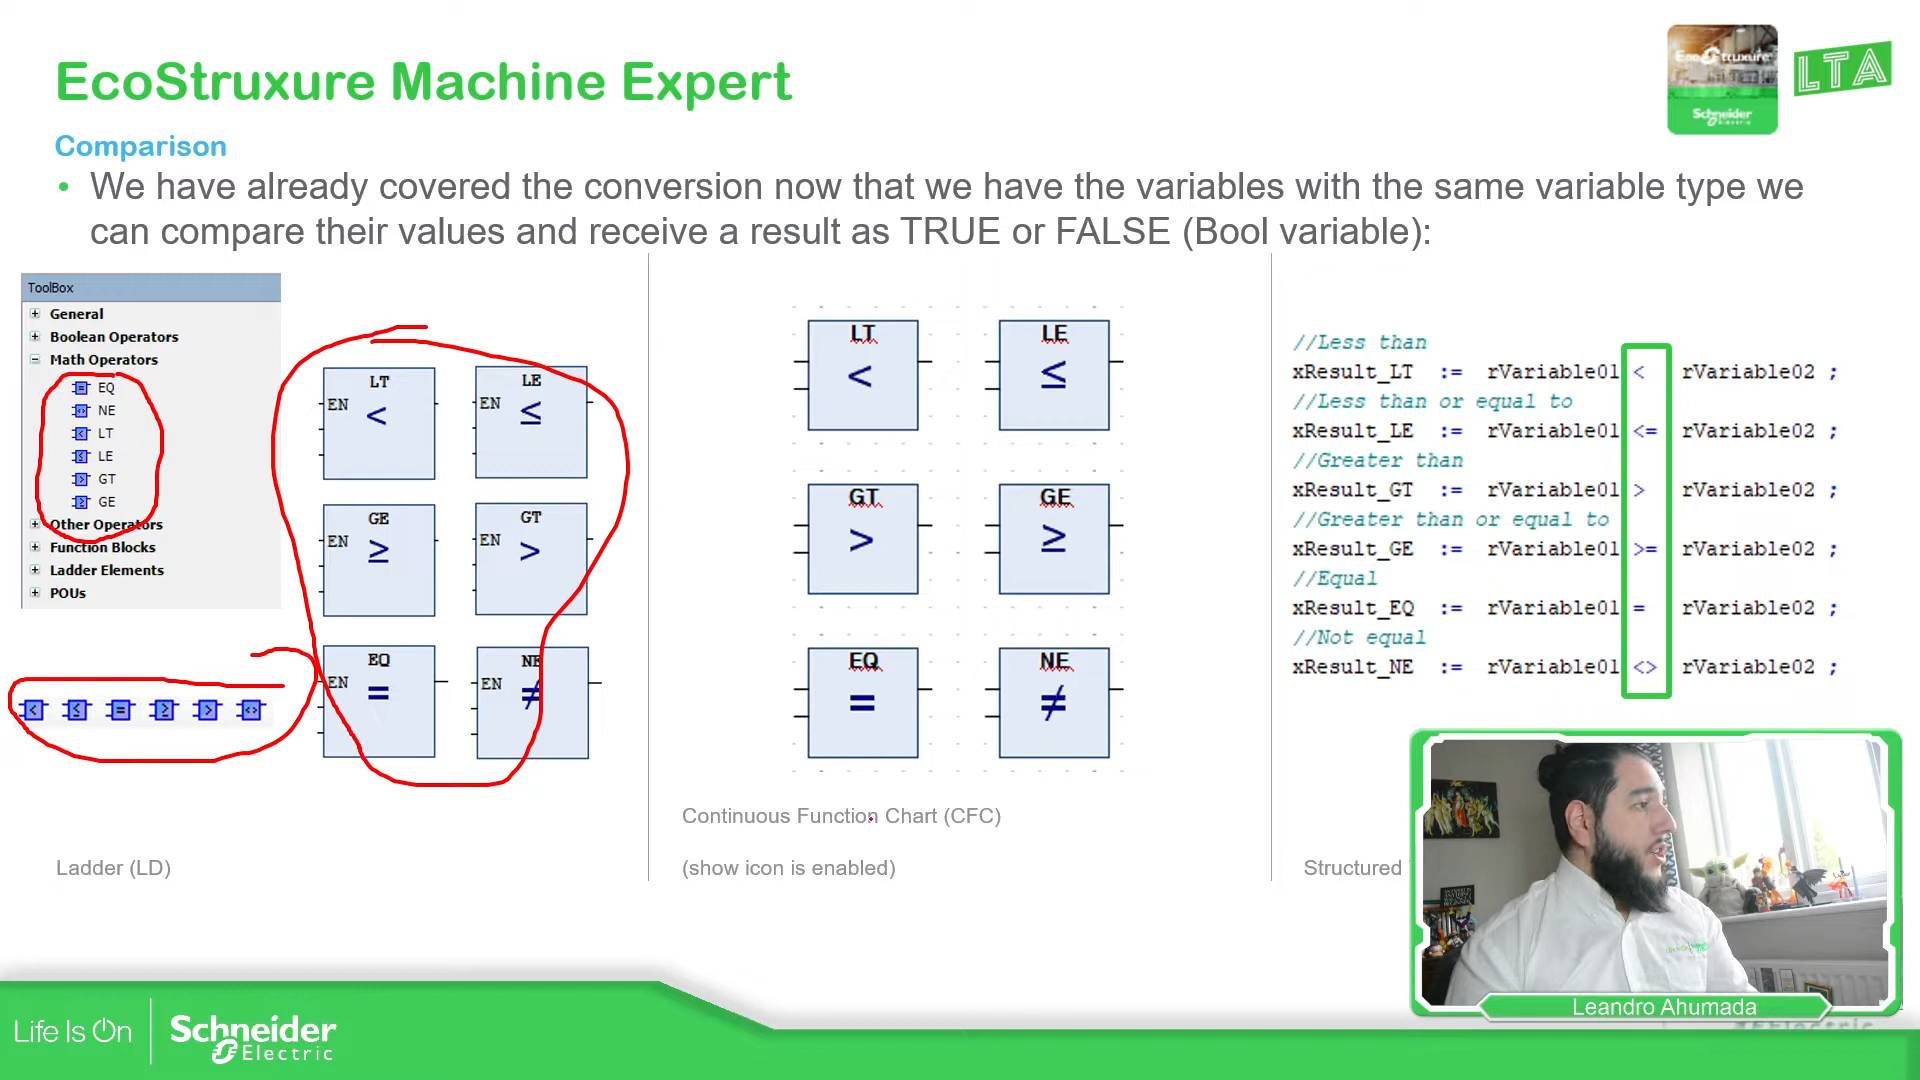 EcoStruxure Machine Expert
EcoStruxure
Schneider
Electric
LTA
Comparison
• We have already covered the conversion now that we have the variables with the same variable type we
can compare their values and receive a result as TRUE or FALSE (Bool variable):
ToolBox
General
Boolean Operators
Math Operators
EQ
NE
LT
LE
GT
GE
Other Operators
Function Blocks
Ladder Elements
POUs
< ≤ = ≥ > <>
LT
EN <
LE
EN ≤
GE
EN ≥
GT
EN >
EQ
EN =
NE
EN ≠
Ladder (LD)
LT
<
LE
≤
GT
>
GE
≥
EQ
=
NE
≠
Continuous Function Chart (CFC)
(show icon is enabled)
//Less than
xResult_LT := rVariable01 < rVariable02 ;
//Less than or equal to
xResult_LE := rVariable01 <= rVariable02 ;
//Greater than
xResult_GT := rVariable01 > rVariable02 ;
//Greater than or equal to
xResult_GE := rVariable01 >= rVariable02 ;
//Equal
xResult_EQ := rVariable01 = rVariable02 ;
//Not equal
xResult_NE := rVariable01 <> rVariable02 ;
Structured
Leandro Ahumada
Life Is On
Schneider
Electric